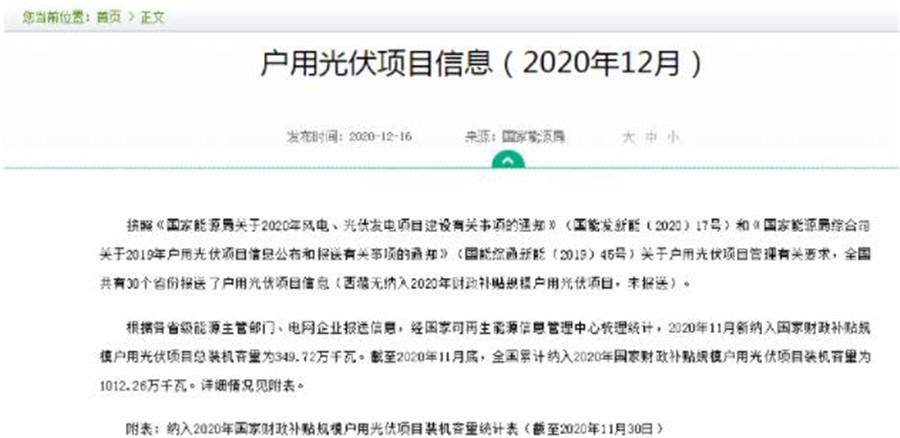 您当前位置：首页 > 正文
户用光伏项目信息（2020年12月）
发布时间：2020-12-16 来源：国家能源局 大 中 小
按照《国家能源局关于2020年风电、光伏发电项目建设有关事项的通知》（国能发新能〔2020〕17号）和《国家能源局综合司
关于2019年户用光伏项目信息公布和报送有关事项的通知》（国能综通新能〔2019〕45号）关于户用光伏项目管理有关要求，全国
共有30个省份报送了户用光伏项目信息（西藏无纳入2020年财政补贴规模户用光伏项目，未报送）。
根据各省级能源主管部门、电网企业报送信息，经国家可再生能源信息管理中心梳理统计，2020年11月新纳入国家财政补贴规
模户用光伏项目总装机容量为349.72万千瓦。截至2020年11月底，全国累计纳入2020年国家财政补贴规模户用光伏项目装机容量为
1012.26万千瓦。详细情况见附表。
附表：纳入2020年国家财政补贴规模户用光伏项目装机容量统计表（截至2020年11月30日）